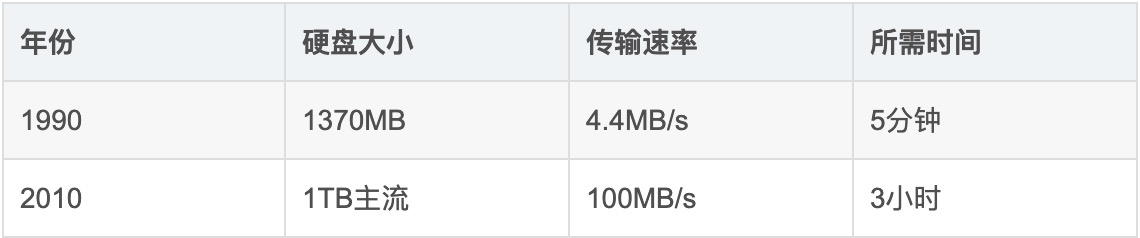 年份 硬盘大小 传输速率 所需时间
1990 1370MB 4.4MB/s 5分钟
2010 1TB主流 100MB/s 3小时